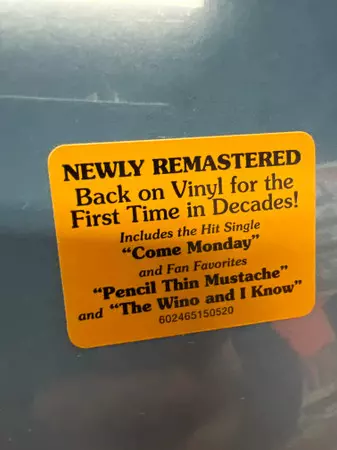 NEWLY REMASTERED
Back on Vinyl for the
First Time in Decades!
Includes the Hit Single
“Come Monday”
and Fan Favorites
“Pencil Thin Mustache”
and “The Wino and I Know”
602465150520